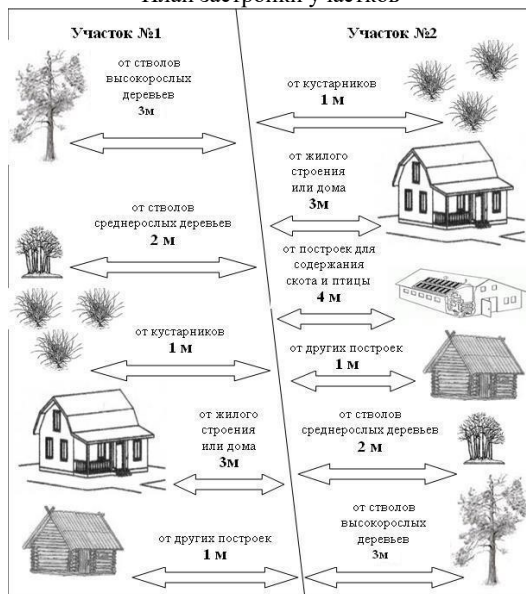 План застройки участков
Участок №1
от стволов
высокорослых
деревьев
3м
от стволов
среднерослых деревьев
2 м
от кустарников
1 м
от жилого
строения
или дома
3м
от других построек
1 м
Участок №2
от кустарников
1 м
от жилого
строения
или дома
3м
от построек для
содержания
скота и птицы
4 м
от других построек
1 м
от стволов
среднерослых деревьев
2 м
от стволов
высокорослых
деревьев
3м